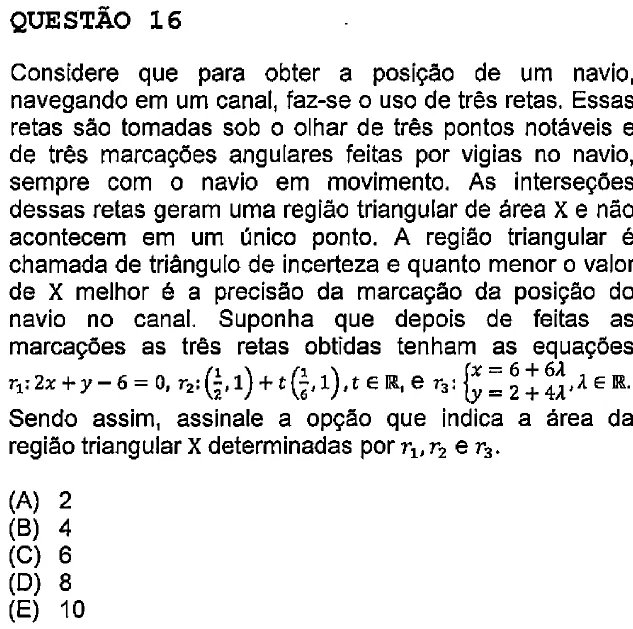 QUESTÃO 16
Considere que para obter a posição de um navio,
navegando em um canal, faz-se o uso de três retas. Essas
retas são tomadas sob o olhar de três pontos notáveis e
de três marcações angulares feitas por vigias no navio,
sempre com o navio em movimento. As interseções
dessas retas geram uma região triangular de área X e não
acontecem em um único ponto. A região triangular é
chamada de triângulo de incerteza e quanto menor o valor
de X melhor é a precisão da marcação da posição do
navio no canal. Suponha que depois de feitas as
marcações as três retas obtidas tenham as equações
r₁: 2x + y − 6 = 0, r₂: (1/2, 1) + t (1/6, 1), t ∈ ℝ, e r₃: {x = 6 + 6λ y = 2 + 4λ, λ ∈ ℝ.
Sendo assim, assinale a opção que indica a área da
região triangular X determinadas por r₁, r₂ e r₃.
(A) 2
(B) 4
(C) 6
(D) 8
(E) 10